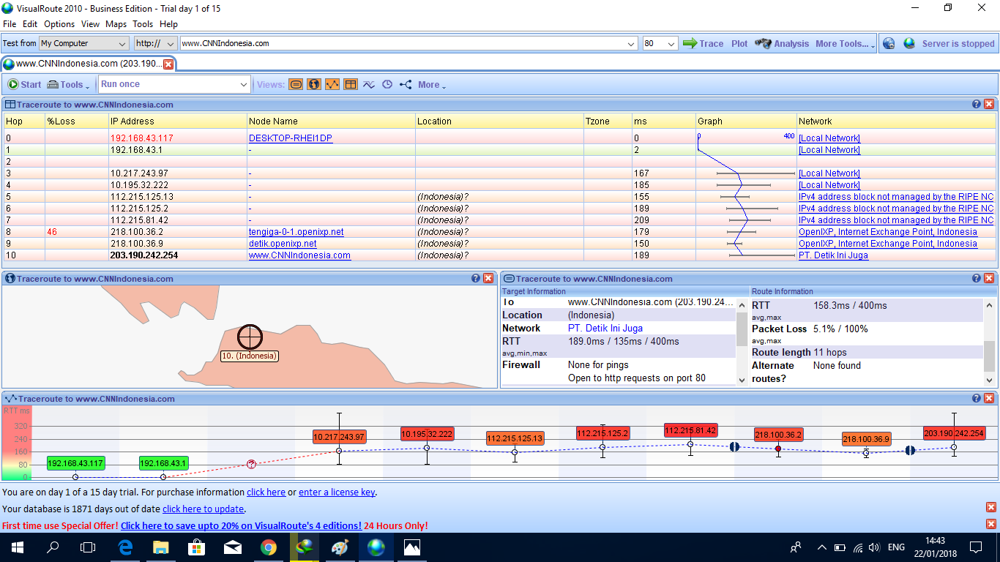 VisualRoute 2010 - Business Edition - Trial day 1 of 15
File Edit Options View Maps Tools Help
Test from My Computer http:// www.CNNIndonesia.com 80 Trace Plot Analysis More Tools... Server is stopped
www.CNNIndonesia.com (203.190...
Start Tools Run once Views: More
Traceroute to www.CNNIndonesia.com
Hop %Loss IP Address Node Name Location Tzone ms Graph Network
0 192.168.43.117 DESKTOP-RHEI1DP 0 0 400 [Local Network]
1 192.168.43.1 - 2 [Local Network]
2
3 10.217.243.97 - 167 [Local Network]
4 10.195.32.222 - 185 [Local Network]
5 112.215.125.13 - (Indonesia)? 155 IPv4 address block not managed by the RIPE NC
6 112.215.125.2 - (Indonesia)? 189 IPv4 address block not managed by the RIPE NC
7 112.215.81.42 - (Indonesia)? 209 IPv4 address block not managed by the RIPE NC
8 46 218.100.36.2 tengiga-0-1.openixp.net (Indonesia)? 179 OpenIXP, Internet Exchange Point, Indonesia
9 218.100.36.9 detik.openixp.net (Indonesia)? 150 OpenIXP, Internet Exchange Point, Indonesia
10 203.190.242.254 www.CNNIndonesia.com (Indonesia)? 189 PT. Detik Ini Juga
Traceroute to www.CNNIndonesia.com
10. (Indonesia)
Traceroute to www.CNNIndonesia.com
Target Information
To www.CNNIndonesia.com (203.190.24...
Location (Indonesia)
Network PT. Detik Ini Juga
RTT 189.0ms / 135ms / 400ms
avg,min,max
Firewall None for pings
Open to http requests on port 80
Route Information
RTT 158.3ms / 400ms
avg,max
Packet Loss 5.1% / 100%
avg,max
Route length 11 hops
Alternate None found
routes?
Traceroute to www.CNNIndonesia.com
RTT ms
320
240
160
80
0
192.168.43.117
192.168.43.1
?
10.217.243.97
10.195.32.222
112.215.125.13
112.215.125.2
112.215.81.42
218.100.36.2
218.100.36.9
203.190.242.254
You are on day 1 of a 15 day trial. For purchase information click here or enter a license key.
Your database is 1871 days out of date click here to update.
First time use Special Offer! Click here to save upto 20% on VisualRoute's 4 editions! 24 Hours Only!
ENG
14:43
22/01/2018